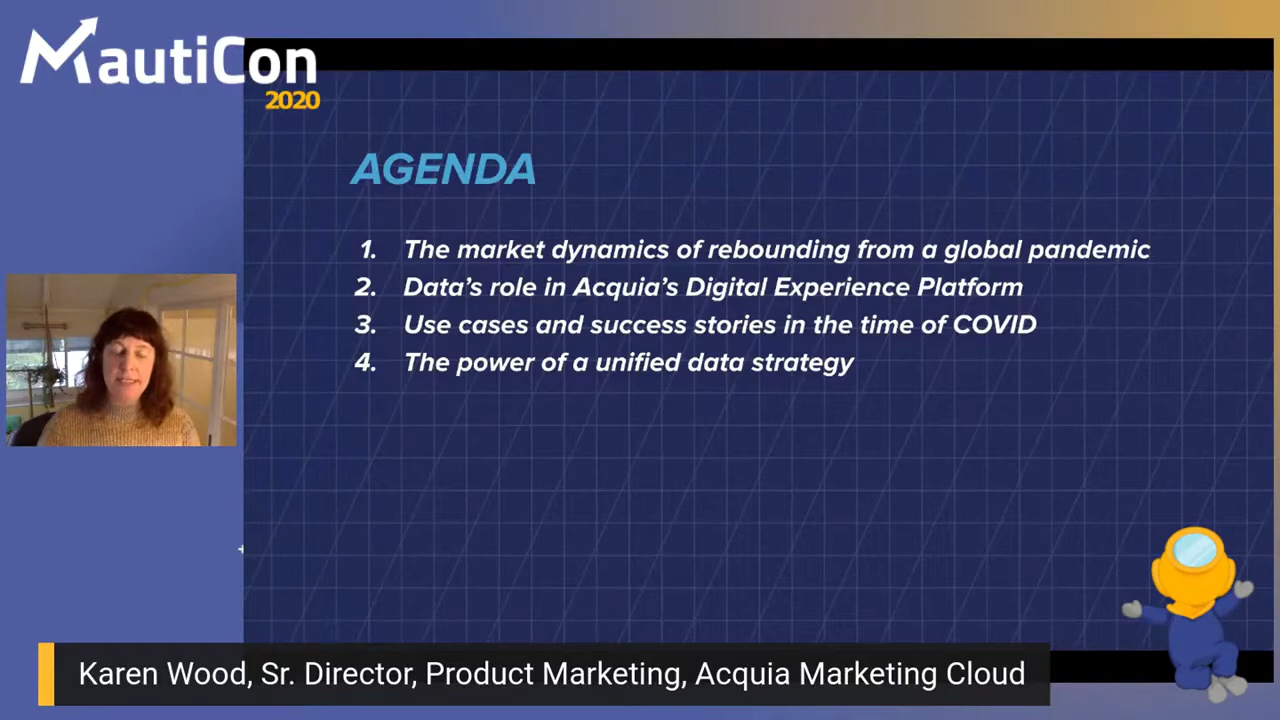 MautiCon
2020
AGENDA
1. The market dynamics of rebounding from a global pandemic
2. Data's role in Acquia's Digital Experience Platform
3. Use cases and success stories in the time of COVID
4. The power of a unified data strategy
Karen Wood, Sr. Director, Product Marketing, Acquia Marketing Cloud